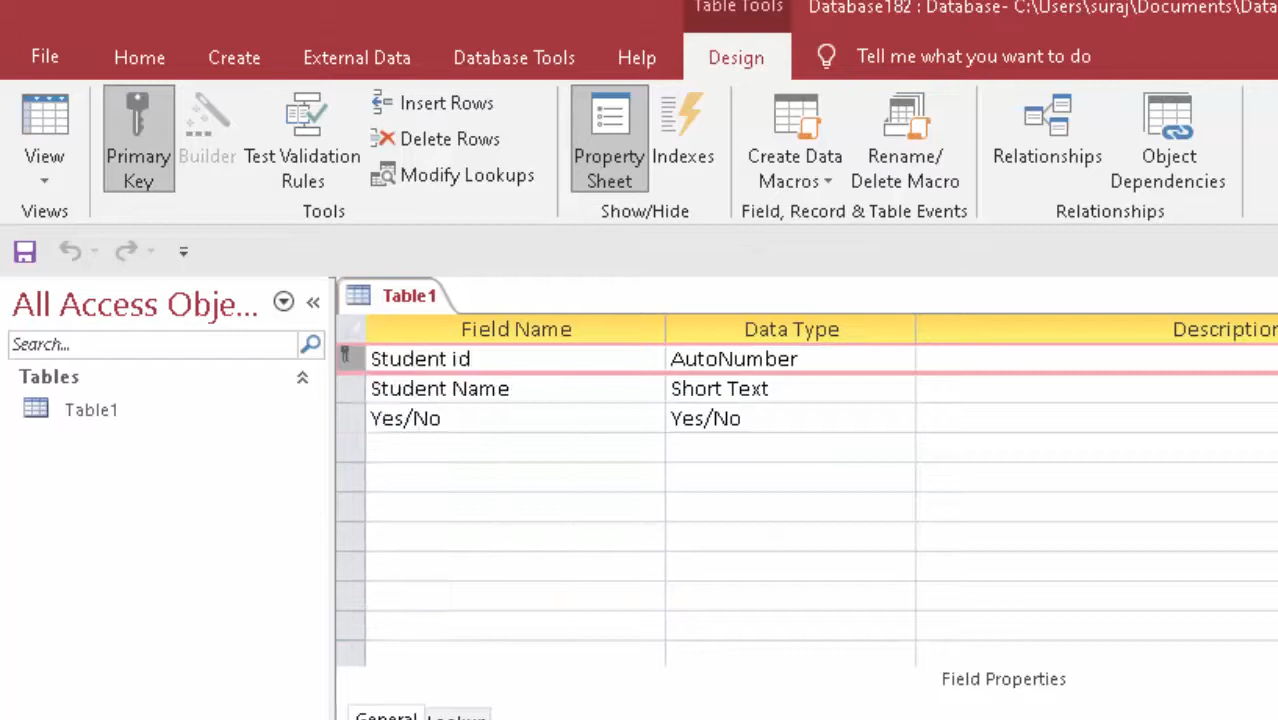 Table Tools
Database182 : Database- C:\Users\suraj\Documents\Data
File
Home
Create
External Data
Database Tools
Help
Design
Tell me what you want to do
View
Primary
Key
Builder
Test Validation
Rules
Insert Rows
Delete Rows
Modify Lookups
Property
Sheet
Indexes
Create Data
Macros
Rename/
Delete Macro
Relationships
Object
Dependencies
Views
Tools
Show/Hide
Field, Record & Table Events
Relationships
All Access Obje...
Search...
Tables
Table1
Table1
Field Name
Data Type
Description
Student id
AutoNumber
Student Name
Short Text
Yes/No
Yes/No
Field Properties
General
Lookup